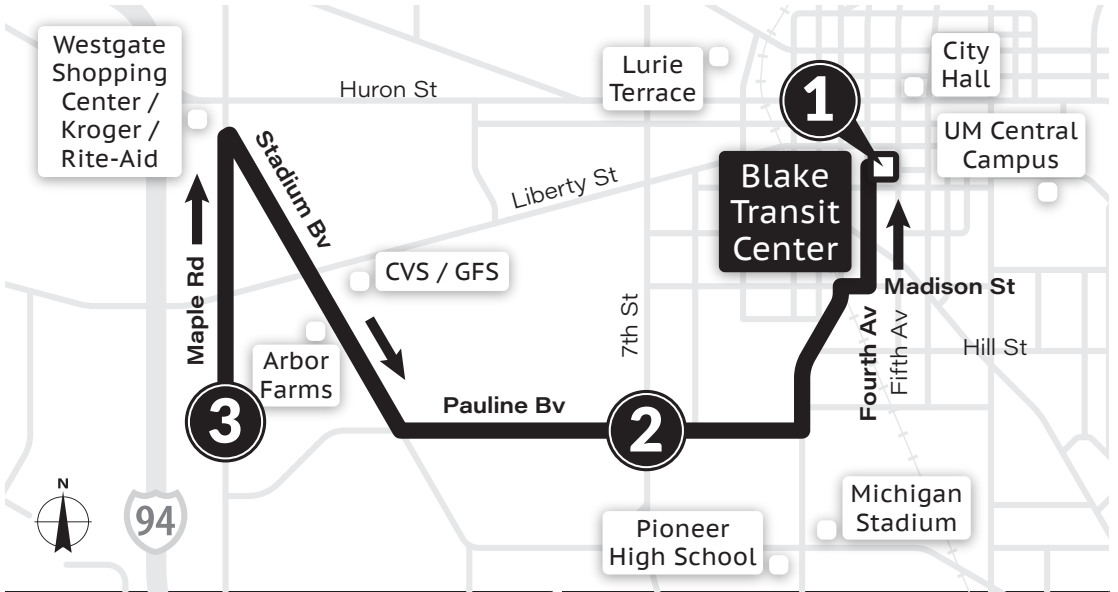 Westgate
Shopping
Center /
Kroger /
Rite-Aid
Huron St
Lurie
Terrace
1
City
Hall
UM Central
Campus
Stadium Bv
Liberty St
Blake
Transit
Center
Maple Rd
CVS / GFS
Madison St
7th St
Fourth Av
Fifth Av
Hill St
Arbor
Farms
3
Pauline Bv
2
N
94
Pioneer
High School
Michigan
Stadium